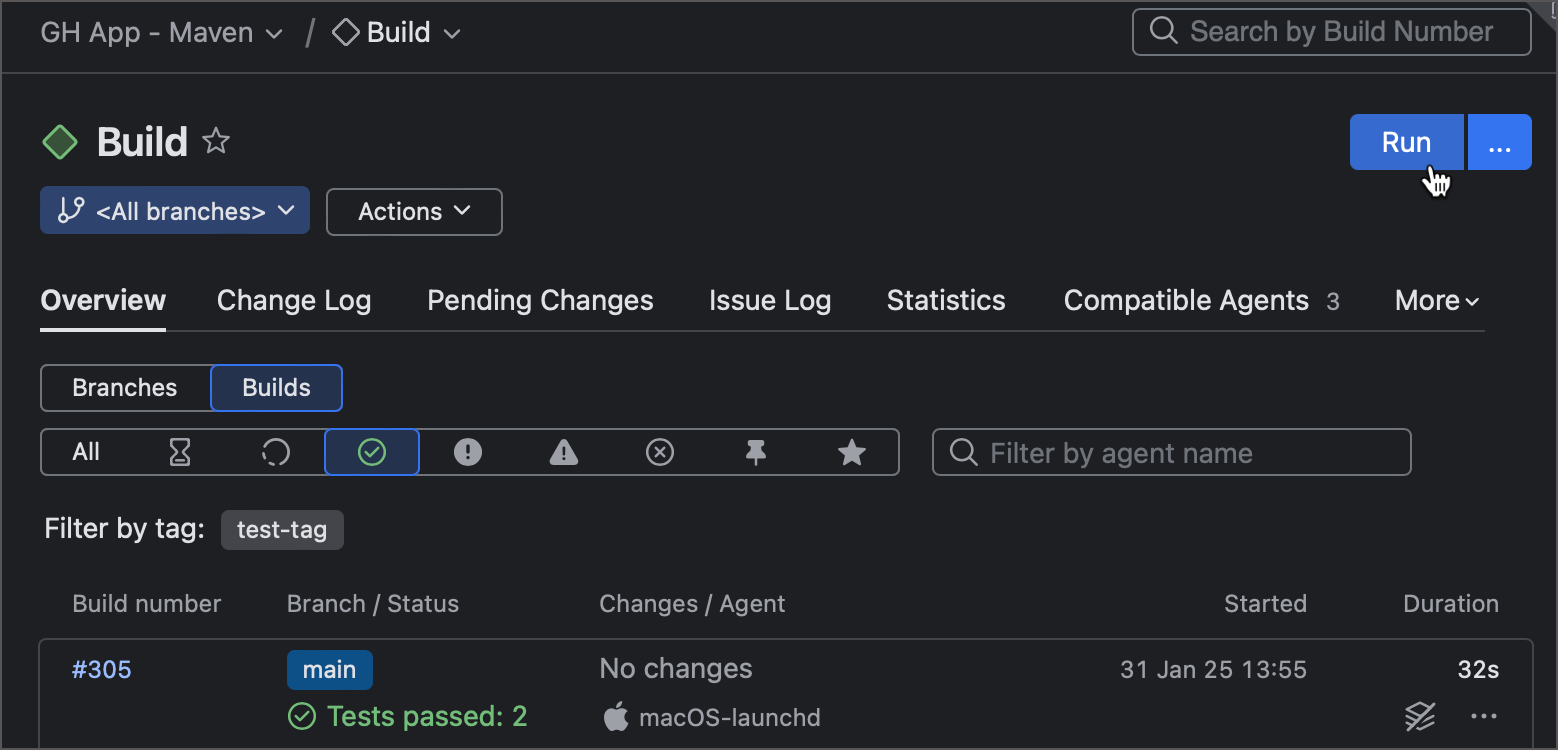 GH App - Maven / Build
Search by Build Number
Build
Run
...
<All branches>
Actions
Overview Change Log Pending Changes Issue Log Statistics Compatible Agents 3 More
Branches Builds
All
Filter by agent name
Filter by tag: test-tag
Build number Branch / Status Changes / Agent Started Duration
#305 main No changes 31 Jan 25 13:55 32s
Tests passed: 2 macOS-launchd